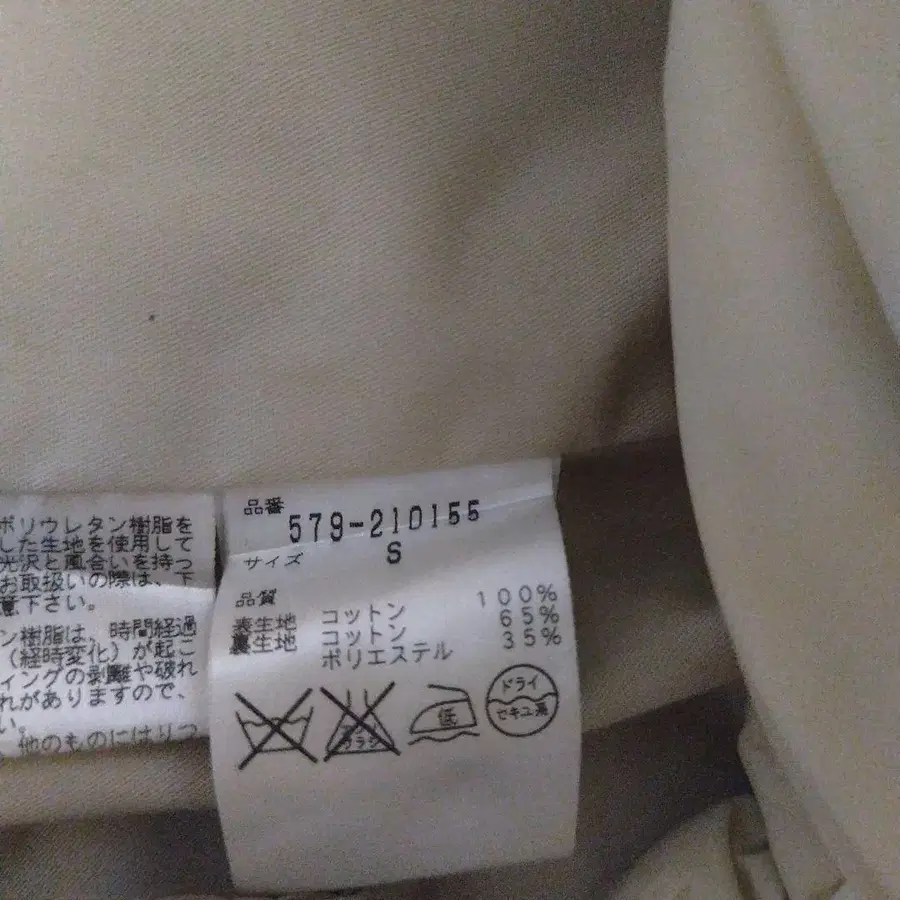 ポリウレタン樹脂を
した生地を使用して
光沢と風合いを持っ
お取扱いの際は、下
意下さい。
ン樹脂は、時間経過
（経時変化）が起こ
ィングの剥離や破れ
れがありますので、
い。
他のものにはりつ
品番
579-210155
サイズ S
品質
表生地 コットン 100%
裏生地 コットン 65%
ポリエステル 35%
低
ドライ
セキユ系